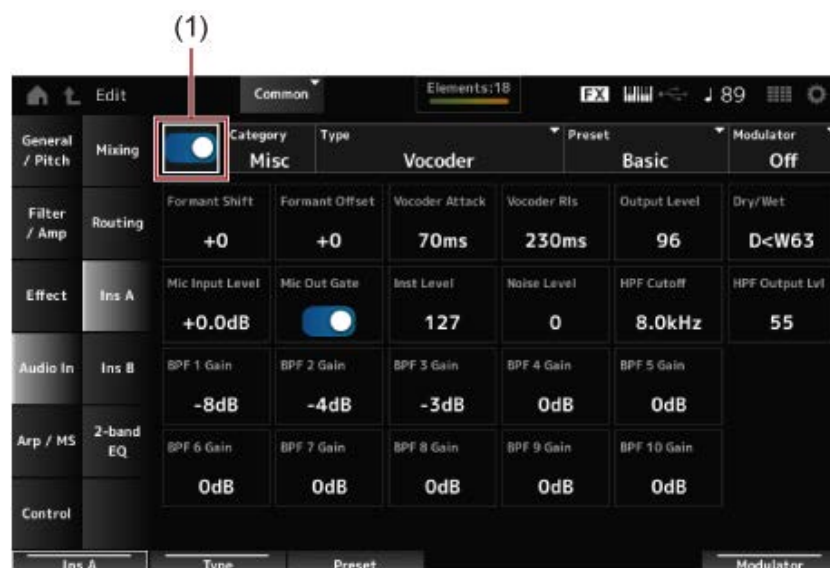 (1)
Edit
Common
Elements:18
FX
♩ 89
General / Pitch
Mixing
Category
Misc
Type
Vocoder
Preset
Basic
Modulator
Off
Filter / Amp
Routing
Formant Shift
+0
Formant Offset
+0
Vocoder Attack
70ms
Vocoder Rls
230ms
Output Level
96
Dry/Wet
D<W63
Effect
Ins A
Mic Input Level
+0.0dB
Mic Out Gate
Inst Level
127
Noise Level
0
HPF Cutoff
8.0kHz
HPF Output Lvl
55
Audio In
Ins B
BPF 1 Gain
-8dB
BPF 2 Gain
-4dB
BPF 3 Gain
-3dB
BPF 4 Gain
0dB
BPF 5 Gain
0dB
Arp / MS
2-band EQ
BPF 6 Gain
0dB
BPF 7 Gain
0dB
BPF 8 Gain
0dB
BPF 9 Gain
0dB
BPF 10 Gain
0dB
Control
Ins A
Type
Preset
Modulator